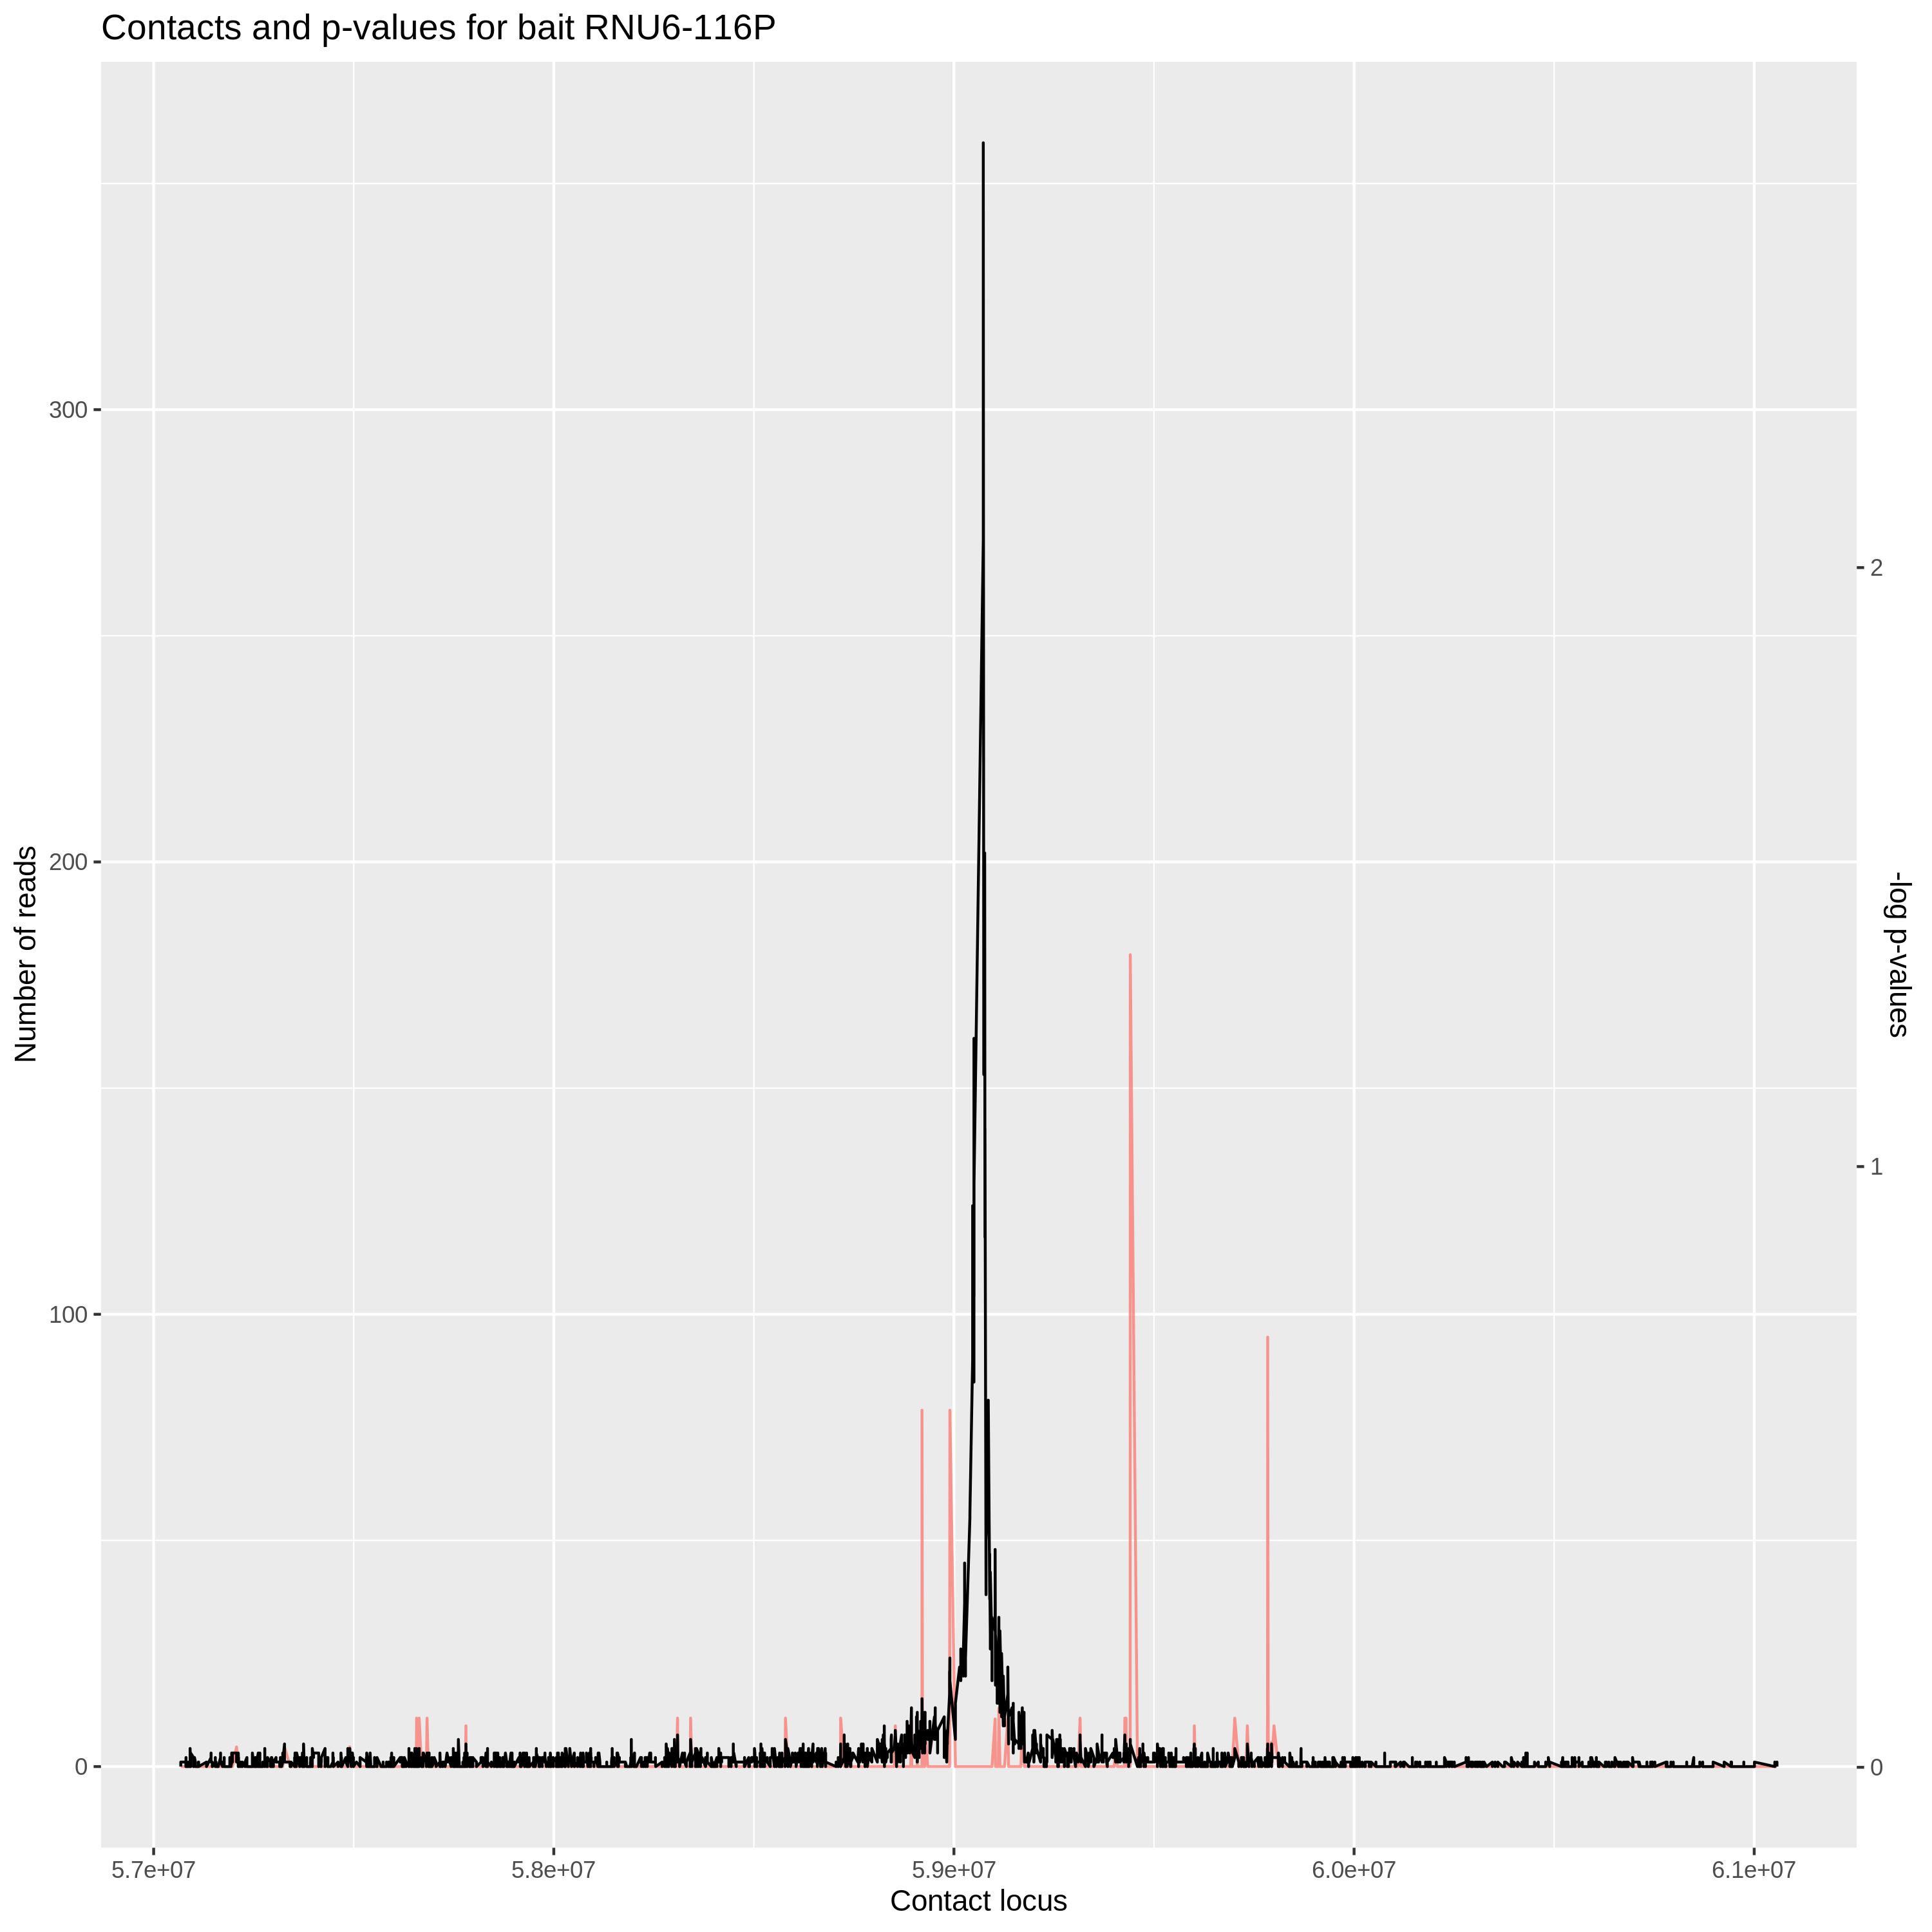 Contacts and p-values for bait RNU6-116P
300
200
100
0
Number of reads
2
1
0
-log p-values
5.7e+07
5.8e+07
5.9e+07
6.0e+07
6.1e+07
Contact locus